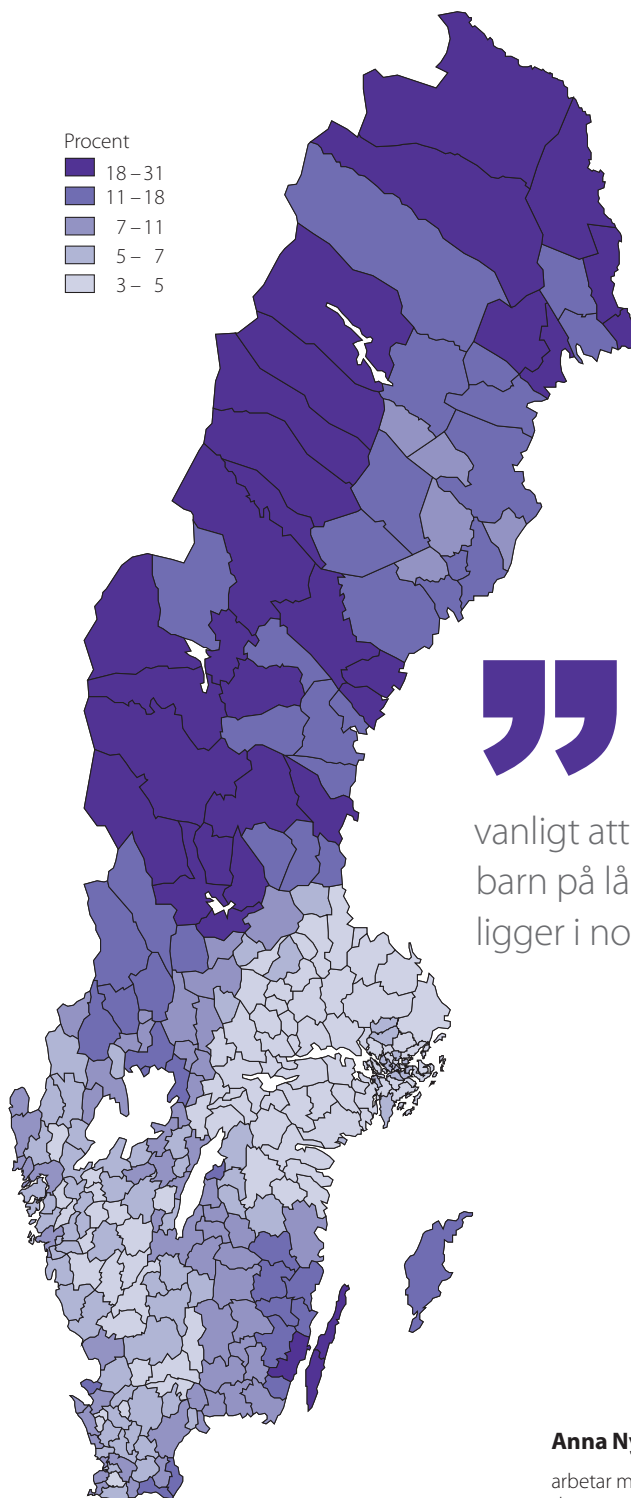 Procent
18 – 31
11 – 18
7 – 11
5 – 7
3 – 5
”
vanligt att
barn på lå
ligger i no
Anna Ny
arbetar m